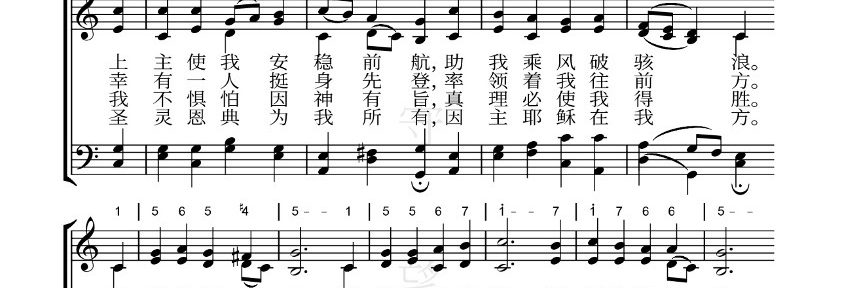 上 主 使 我 安 稳 前 航, 助 我 乘 风 破 骇 浪。
幸 有 一 人 挺 身 先 登, 率 领 着 我 往 前 方。
我 不 惧 怕 因 神 有 旨, 真 理 必 使 我 得 胜。
圣 灵 恩 典 为 我 所 有, 因 主 耶 稣 在 我 方。
1 | 5 6 5 #4 | 5 - - 1 | 5 5 6 7 | i - - 7 | i 7 6 6 | 5 - -